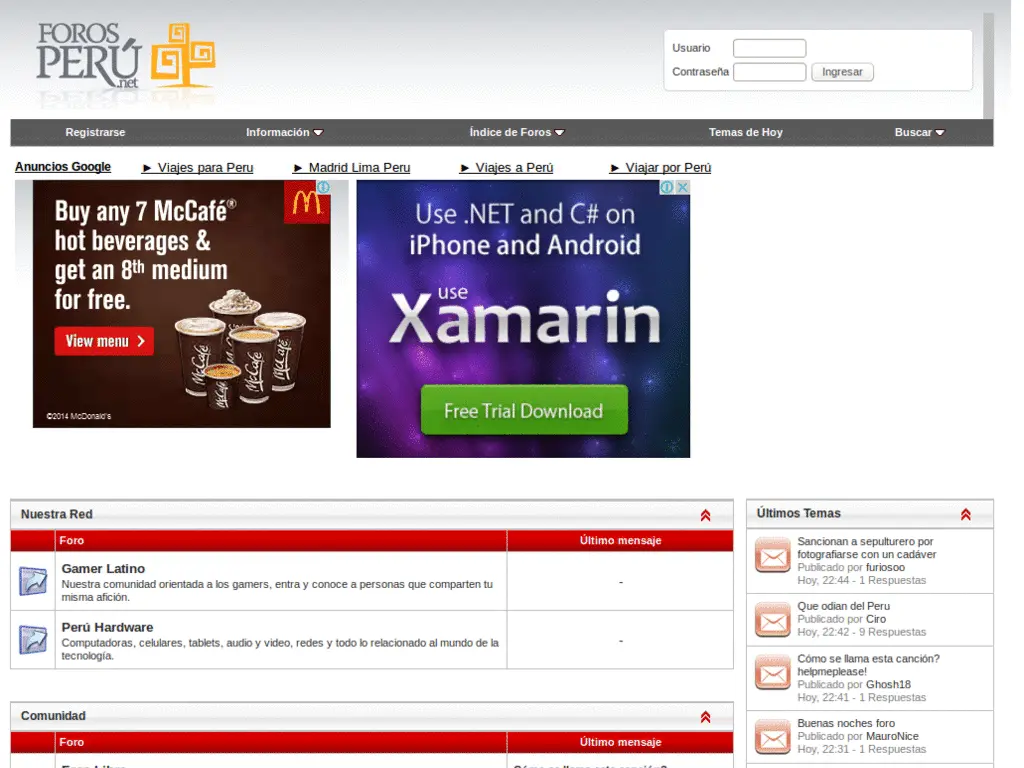 FOROS
PERÚ
.net
Usuario
Contraseña
Ingresar
Registrarse
Información
Índice de Foros
Temas de Hoy
Buscar
Anuncios Google
► Viajes para Peru
► Madrid Lima Peru
► Viajes a Perú
► Viajar por Perú
Buy any 7 McCafé®
hot beverages &
get an 8th medium
for free.
View menu
McCafé
McCafé
McCafé
McCafé
©2014 McDonald's
Use .NET and C# on
iPhone and Android
use
Xamarin
Free Trial Download
Nuestra Red
Foro
Último mensaje
Gamer Latino
Nuestra comunidad orientada a los gamers, entra y conoce a personas que comparten tu
misma afición.
-
Perú Hardware
Computadoras, celulares, tablets, audio y video, redes y todo lo relacionado al mundo de la
tecnología.
-
Comunidad
Foro
Último mensaje
Últimos Temas
Sancionan a sepulturero por
fotografiarse con un cadáver
Publicado por furiosoo
Hoy, 22:44 - 1 Respuestas
Que odian del Peru
Publicado por Ciro
Hoy, 22:42 - 9 Respuestas
Cómo se llama esta canción?
helpmeplease!
Publicado por Ghosh18
Hoy, 22:41 - 1 Respuestas
Buenas noches foro
Publicado por MauroNice
Hoy, 22:31 - 1 Respuestas